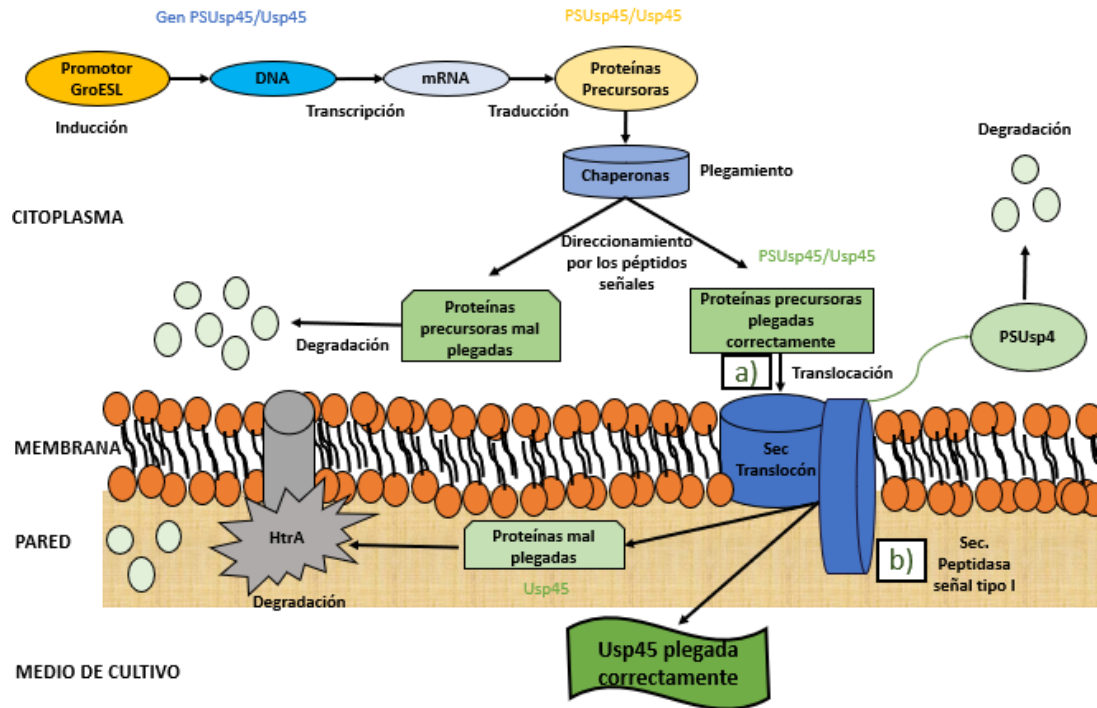 Gen PSUsp45/Usp45
PSUsp45/Usp45
Promotor
GroESL
DNA
mRNA
Proteínas
Precursoras
Inducción
Transcripción
Traducción
Degradación
Chaperonas
Plegamiento
CITOPLASMA
Direccionamiento
por los péptidos
señales
PSUsp45/Usp45
Proteínas
precursoras mal
plegadas
Degradación
Proteínas precursoras
plegadas
correctamente
PSUsp4
a)
Translocación
MEMBRANA
Sec
Translocón
PARED
HtrA
Proteínas mal
plegadas
b)
Sec.
Peptidasa
señal tipo I
Usp45
Degradación
Usp45 plegada
correctamente
MEDIO DE CULTIVO